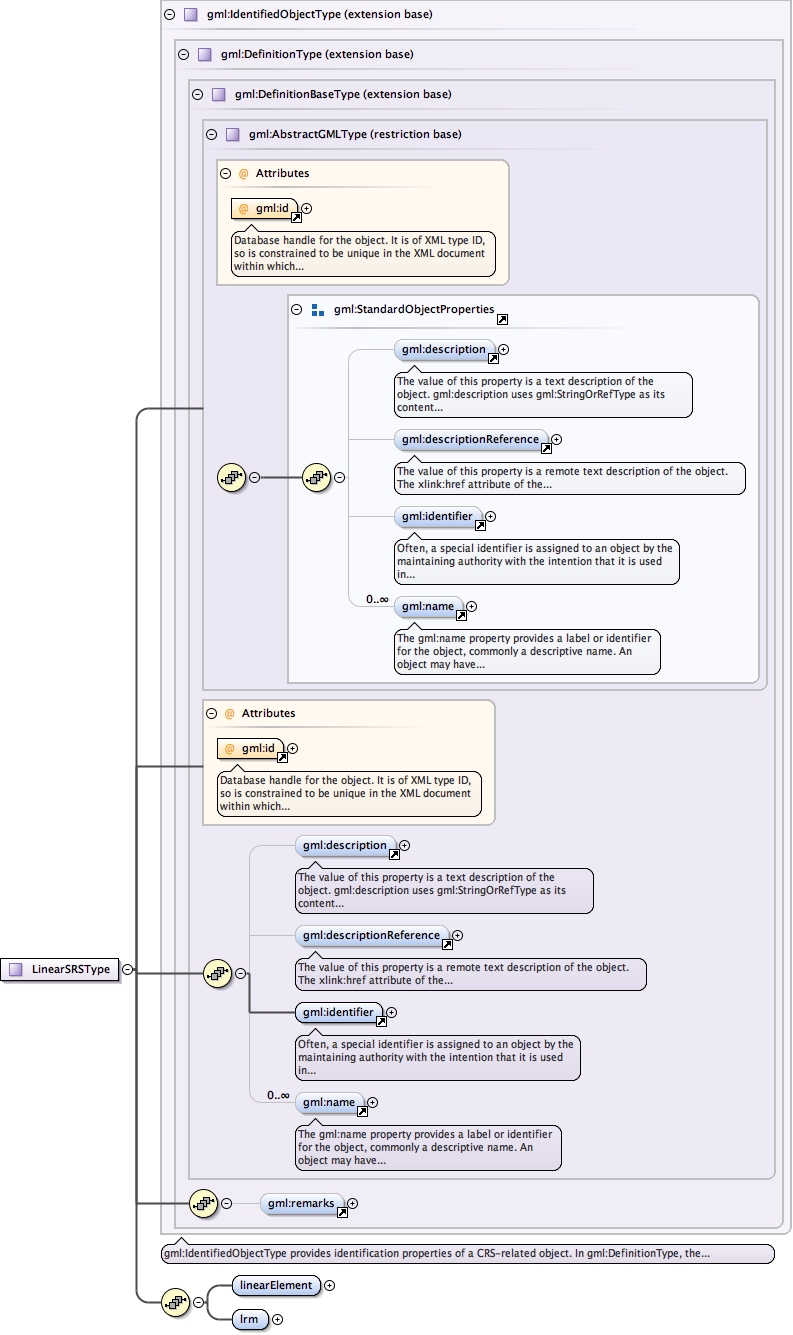 gml:IdentifiedObjectType (extension base)
gml:DefinitionType (extension base)
gml:DefinitionBaseType (extension base)
gml:AbstractGMLType (restriction base)
@ Attributes
@ gml:id
Database handle for the object. It is of XML type ID,
so is constrained to be unique in the XML document
within which...
gml:StandardObjectProperties
gml:description
The value of this property is a text description of the
object. gml:description uses gml:StringOrRefType as its
content...
gml:descriptionReference
The value of this property is a remote text description of the object.
The xlink:href attribute of the...
gml:identifier
Often, a special identifier is assigned to an object by the
maintaining authority with the intention that it is used
in...
0..∞
gml:name
The gml:name property provides a label or identifier
for the object, commonly a descriptive name. An
object may have...
@ Attributes
@ gml:id
Database handle for the object. It is of XML type ID,
so is constrained to be unique in the XML document
within which...
gml:description
The value of this property is a text description of the
object. gml:description uses gml:StringOrRefType as its
content...
gml:descriptionReference
The value of this property is a remote text description of the object.
The xlink:href attribute of the...
LinearSRSType
gml:identifier
Often, a special identifier is assigned to an object by the
maintaining authority with the intention that it is used
in...
0..∞
gml:name
The gml:name property provides a label or identifier
for the object, commonly a descriptive name. An
object may have...
gml:remarks
gml:IdentifiedObjectType provides identification properties of a CRS-related object. In gml:DefinitionType, the...
linearElement
lrm